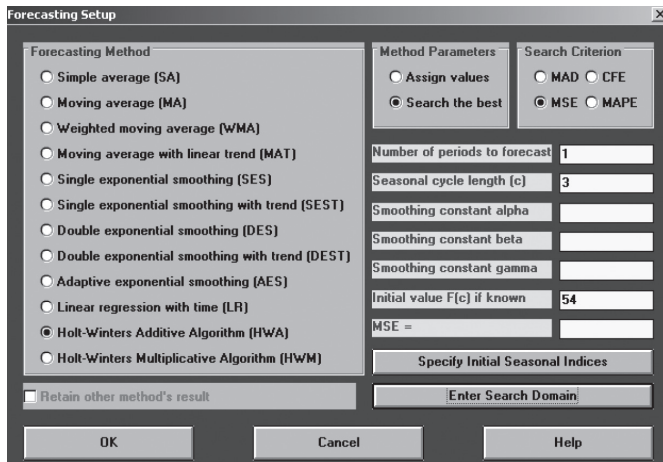 Forecasting Setup
Forecasting Method
Simple average (SA)
Moving average (MA)
Weighted moving average (WMA)
Moving average with linear trend (MAT)
Single exponential smoothing (SES)
Single exponential smoothing with trend (SEST)
Double exponential smoothing (DES)
Double exponential smoothing with trend (DEST)
Adaptive exponential smoothing (AES)
Linear regression with time (LR)
Holt-Winters Additive Algorithm (HWA)
Holt-Winters Multiplicative Algorithm (HWM)
Retain other method's result
Method Parameters
Assign values
Search the best
Search Criterion
MAD CFE
MSE MAPE
Number of periods to forecast 1
Seasonal cycle length (c) 3
Smoothing constant alpha
Smoothing constant beta
Smoothing constant gamma
Initial value F(c) if known 54
MSE =
Specify Initial Seasonal Indices
Enter Search Domain
OK Cancel Help